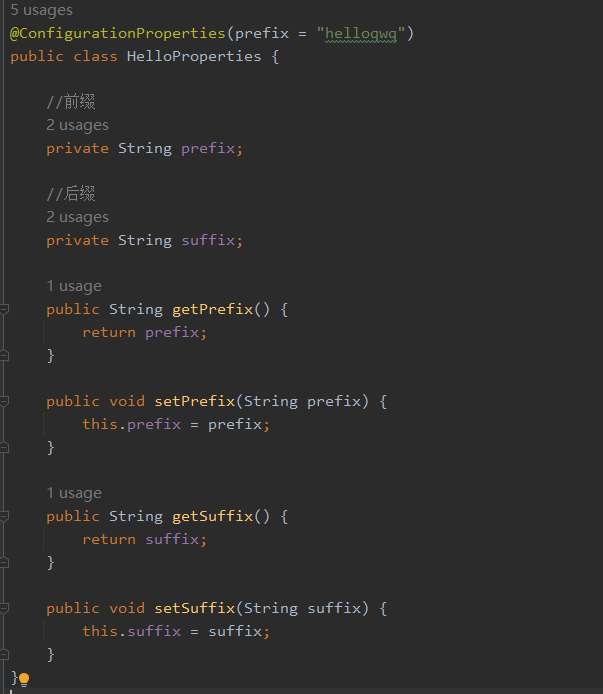 5 usages
@ConfigurationProperties(prefix = "helloqwq")
public class HelloProperties {
//前缀
2 usages
private String prefix;
//后缀
2 usages
private String suffix;
1 usage
public String getPrefix() {
return prefix;
}
public void setPrefix(String prefix) {
this.prefix = prefix;
}
1 usage
public String getSuffix() {
return suffix;
}
public void setSuffix(String suffix) {
this.suffix = suffix;
}
}